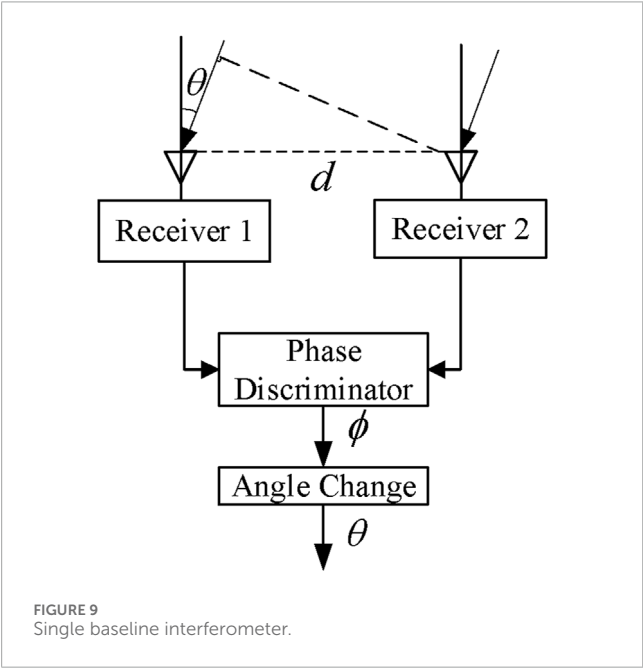 θ
d
Receiver 1
Receiver 2
Phase
Discriminator
ϕ
Angle Change
θ
FIGURE 9
Single baseline interferometer.